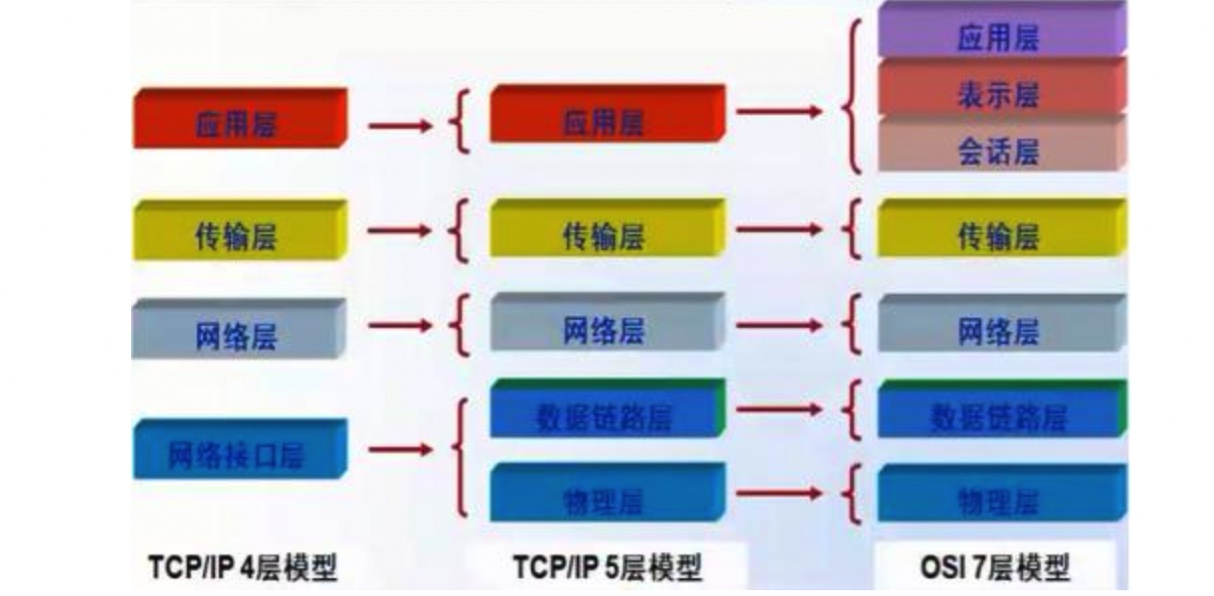 应用层
传输层
网络层
网络接口层
TCP/IP 4层模型
应用层
传输层
网络层
数据链路层
物理层
TCP/IP 5层模型
应用层
表示层
会话层
传输层
网络层
数据链路层
物理层
OSI 7层模型